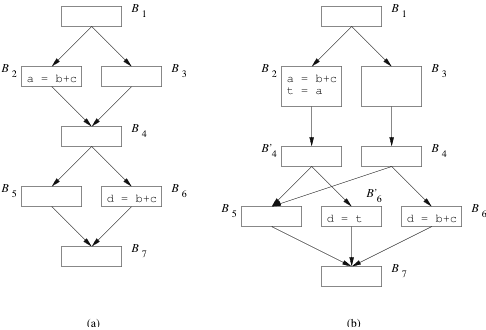 B 1
B 2
a = b+c
B 3
B 4
B 5
d = b+c
B 6
B 7
(a)
B 1
B 2
a = b+c
t = a
B 3
B' 4
B 4
B 5
B' 6
d = t
d = b+c
B 6
B 7
(b)